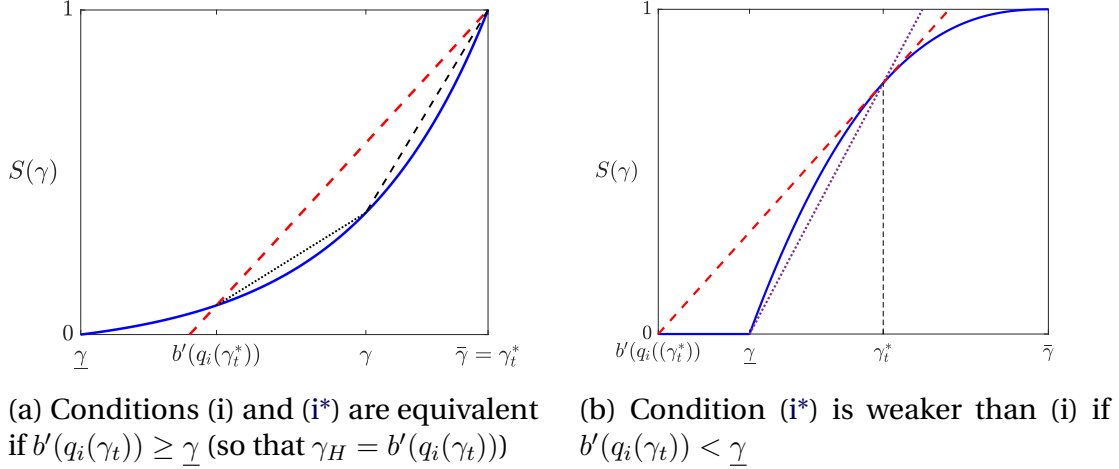 1
S(γ)
0
γ̲
b′(q_i(γ_t^*))
γ
γ̄ = γ_t^*
1
S(γ)
0
b′(q_i((γ_t^*))
γ̲
γ_t^*
γ̄
(a) Conditions (i) and (i*) are equivalent
if b′(q_i(γ_t)) ≥ γ̲ (so that γ_H = b′(q_i(γ_t)))
(b) Condition (i*) is weaker than (i) if
b′(q_i(γ_t)) < γ̲